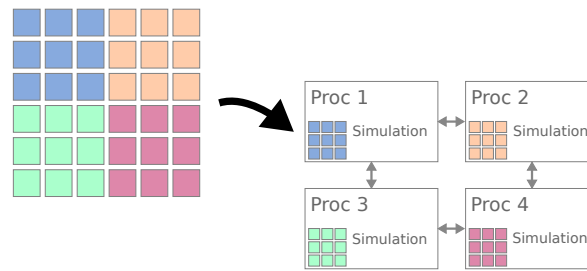 Proc 1
Simulation
Proc 2
Simulation
Proc 3
Simulation
Proc 4
Simulation